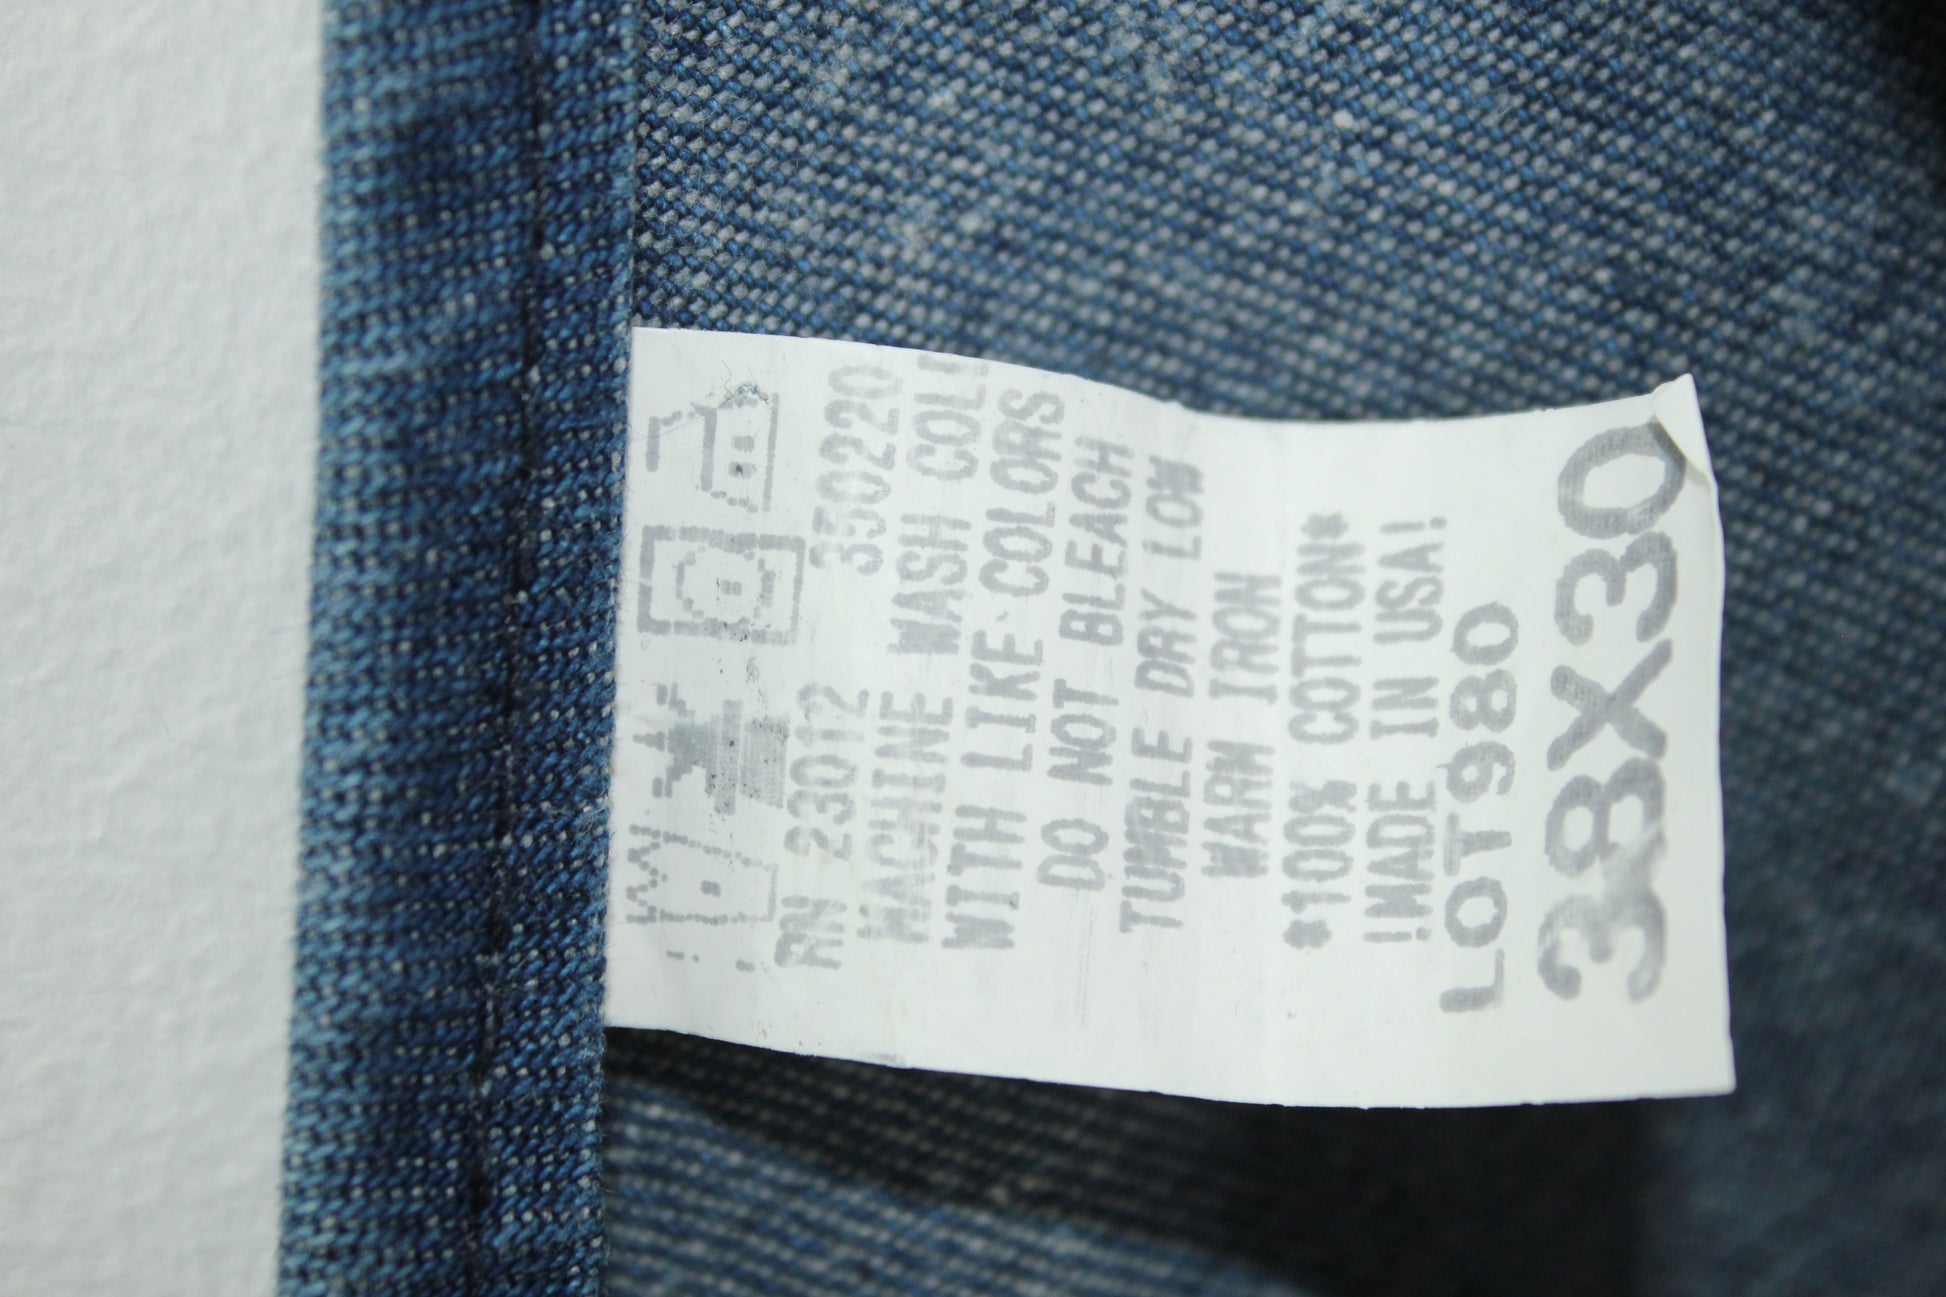 RN 23012 350220
MACHINE WASH COL
WITH LIKE COLORS
DO NOT BLEACH
TUMBLE DRY LOW
WARM IRON
*100% COTTON*
!MADE IN USA!
LOT980
38X30